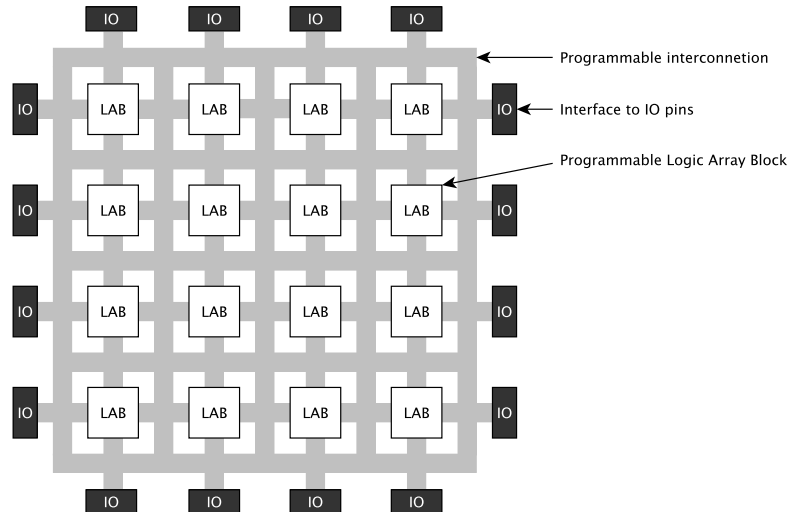 IO IO IO IO
Programmable interconnetion
IO LAB LAB LAB LAB IO Interface to IO pins
Programmable Logic Array Block
IO LAB LAB LAB LAB IO
IO LAB LAB LAB LAB IO
IO LAB LAB LAB LAB IO
IO IO IO IO